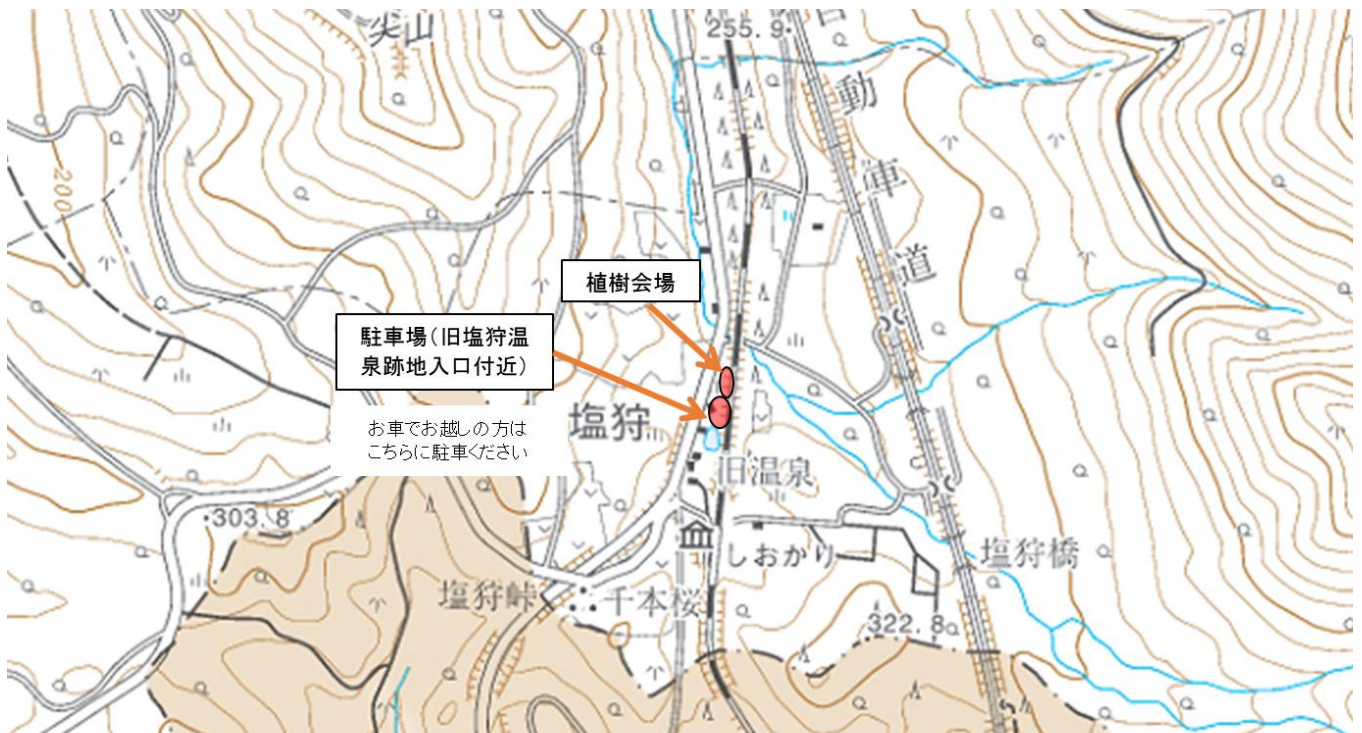 尖山
255.9
自動車道
200
植樹会場
駐車場(旧塩狩温
泉跡地入口付近)
お車でお越しの方は
こちらに駐車ください
塩狩
旧温泉
303.8
しおかり
塩狩橋
塩狩峠
千本桜
322.8